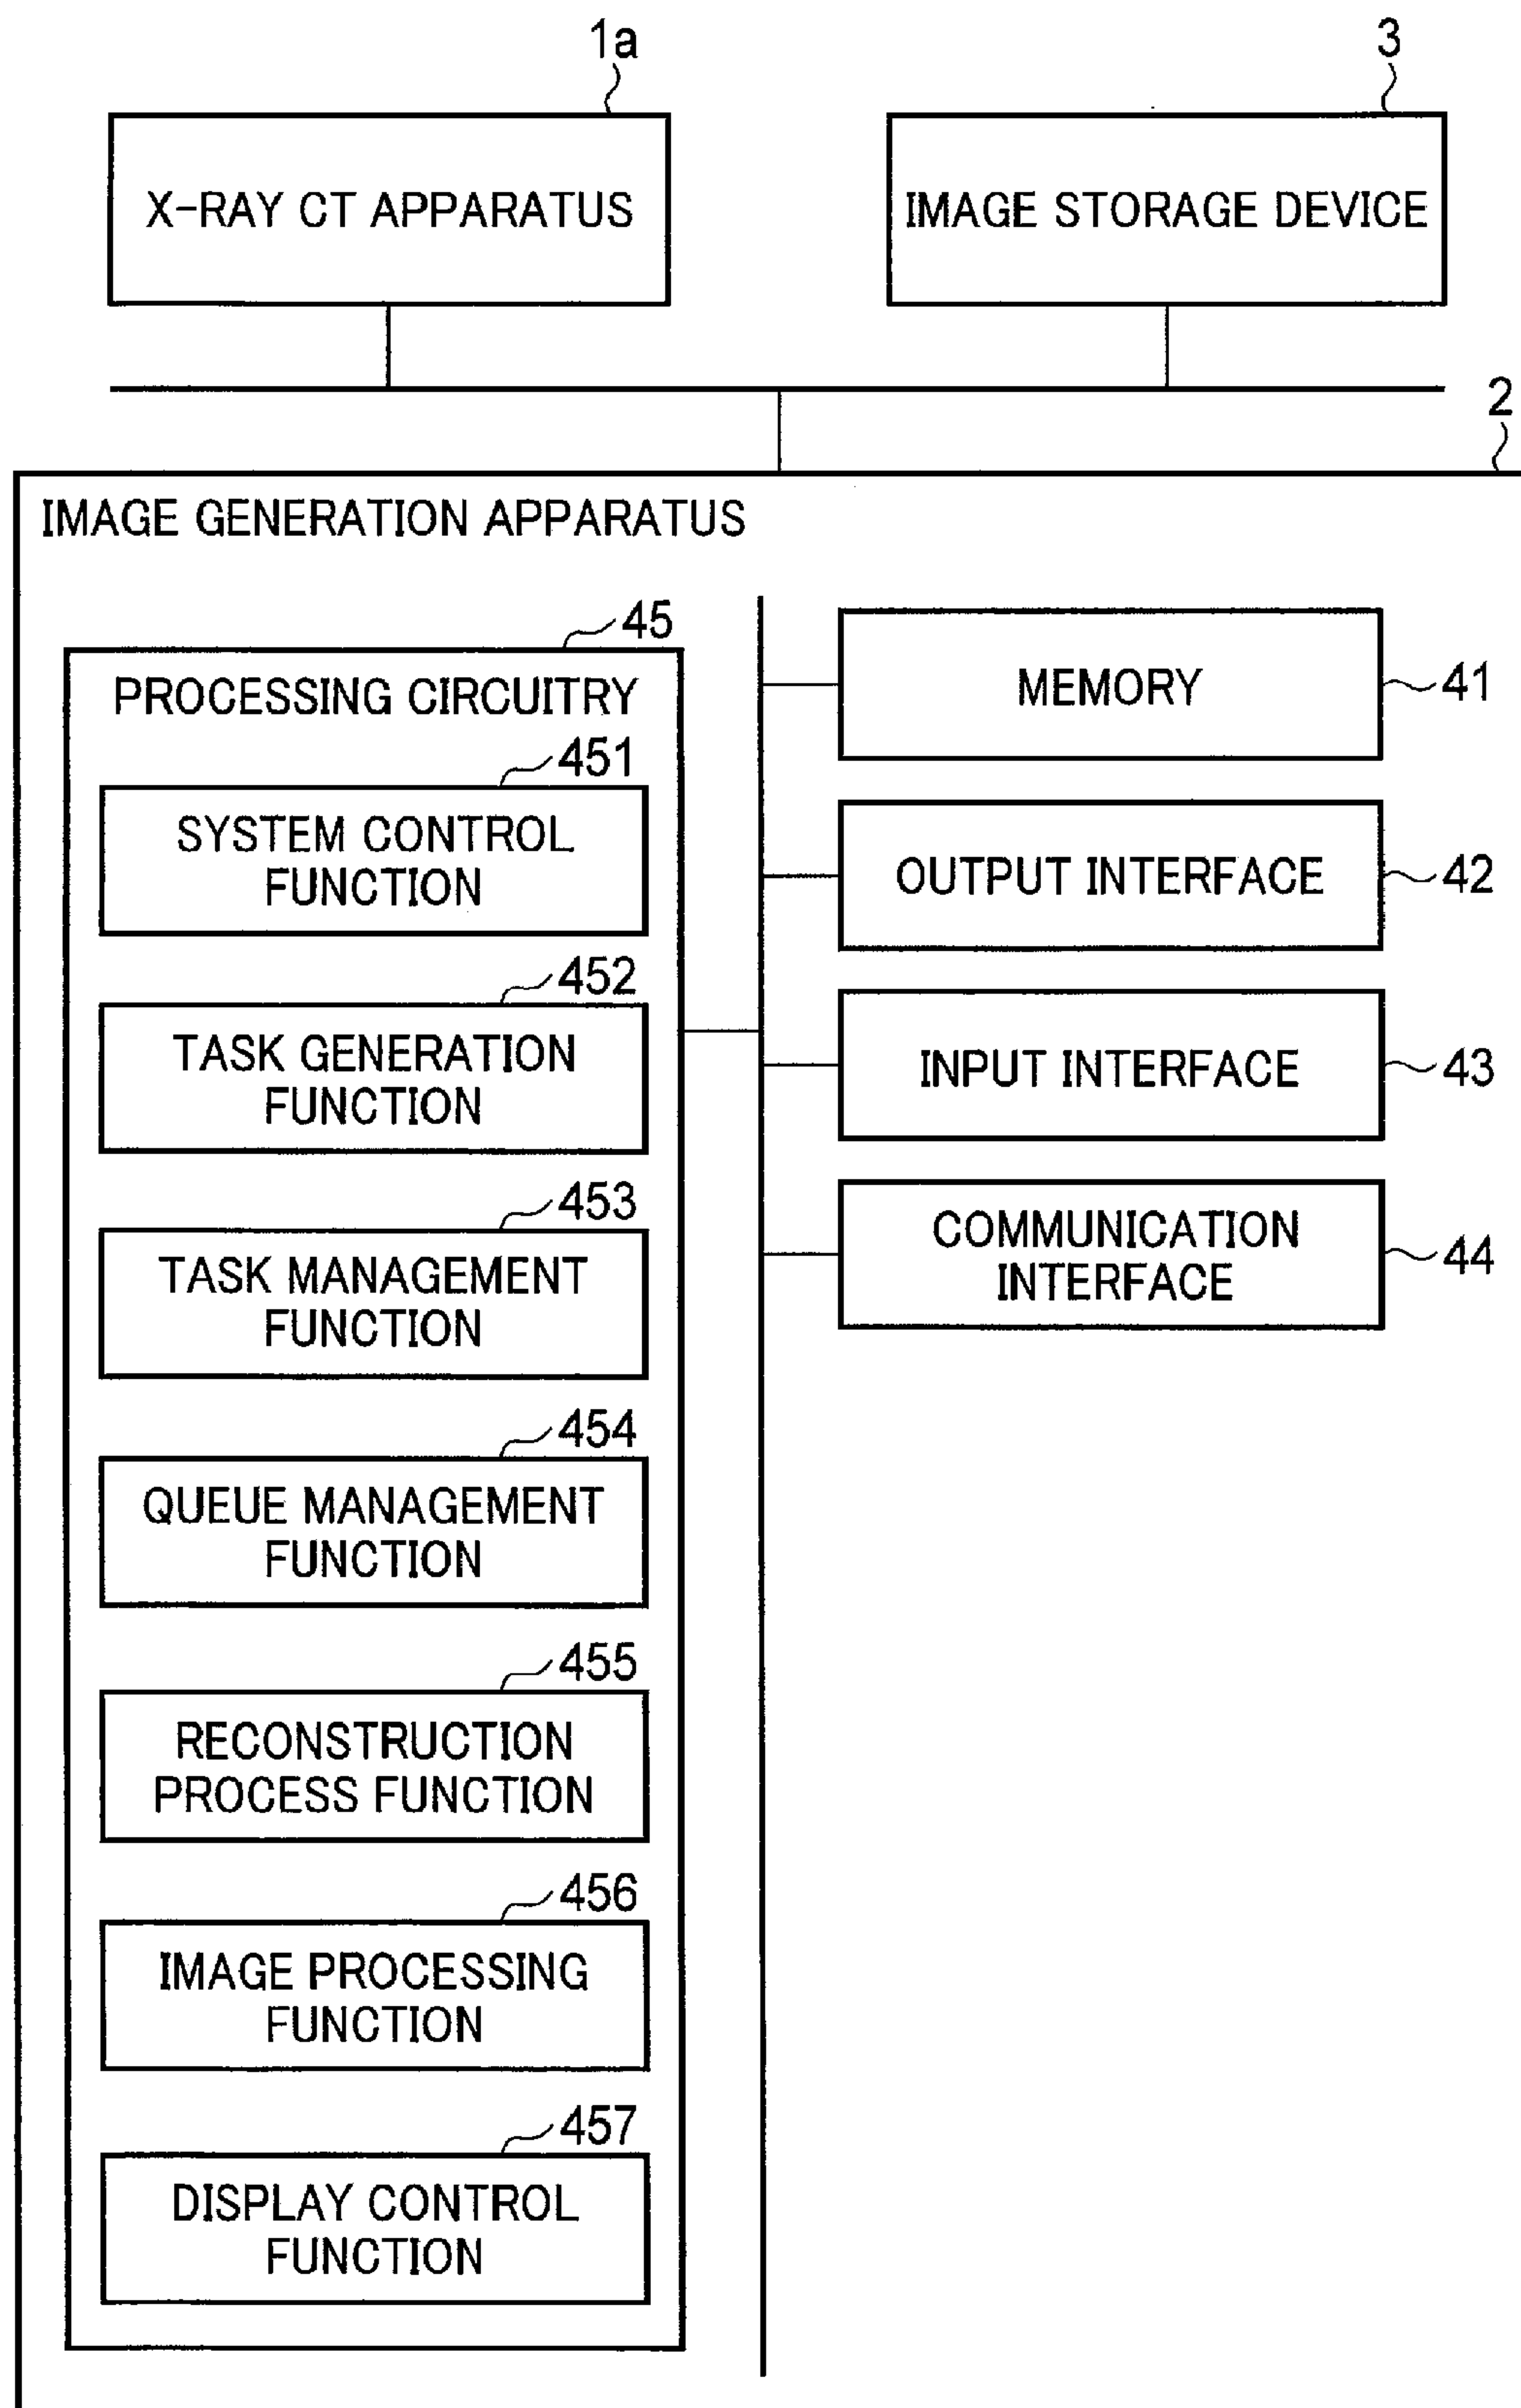 1a
3
X-RAY CT APPARATUS
IMAGE STORAGE DEVICE
2
IMAGE GENERATION APPARATUS
45
PROCESSING CIRCUITRY
451
SYSTEM CONTROL
FUNCTION
452
TASK GENERATION
FUNCTION
453
TASK MANAGEMENT
FUNCTION
454
QUEUE MANAGEMENT
FUNCTION
455
RECONSTRUCTION
PROCESS FUNCTION
456
IMAGE PROCESSING
FUNCTION
457
DISPLAY CONTROL
FUNCTION
MEMORY
41
OUTPUT INTERFACE
42
INPUT INTERFACE
43
COMMUNICATION
INTERFACE
44